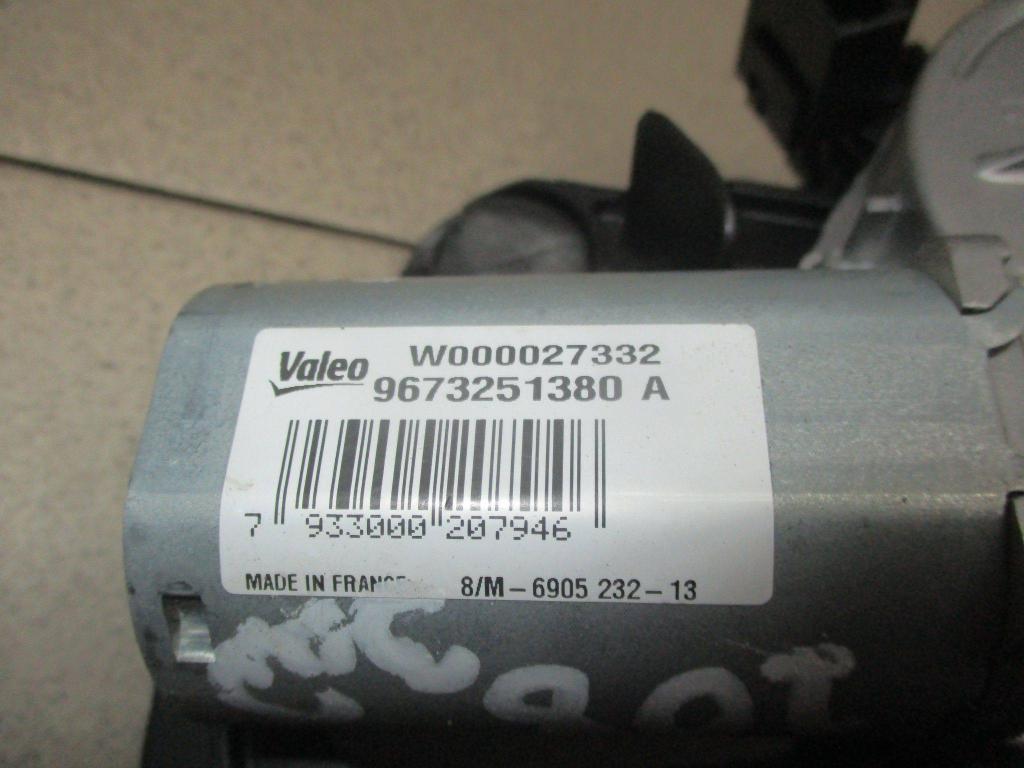 Valeo W000027332
9673251380 A
7 933000 207946
MADE IN FRANCE 8/M-6905 232-13